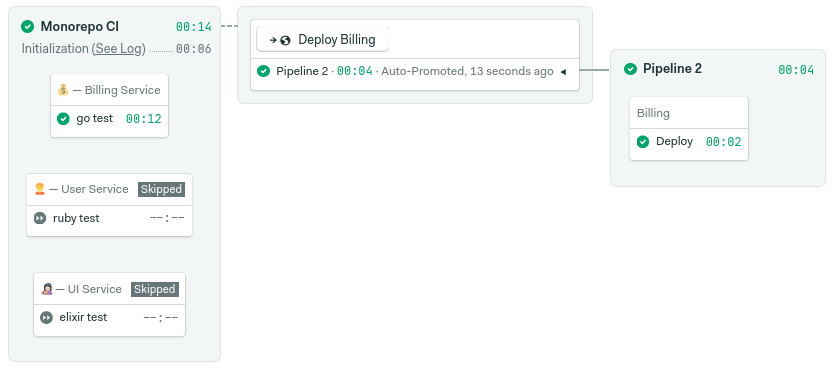 Monorepo CI 00:14
Initialization (See Log) 00:06
— Billing Service
go test 00:12
— User Service Skipped
ruby test --:--
— UI Service Skipped
elixir test --:--
Deploy Billing
Pipeline 2 · 00:04 · Auto-Promoted, 13 seconds ago
Pipeline 2 00:04
Billing
Deploy 00:02